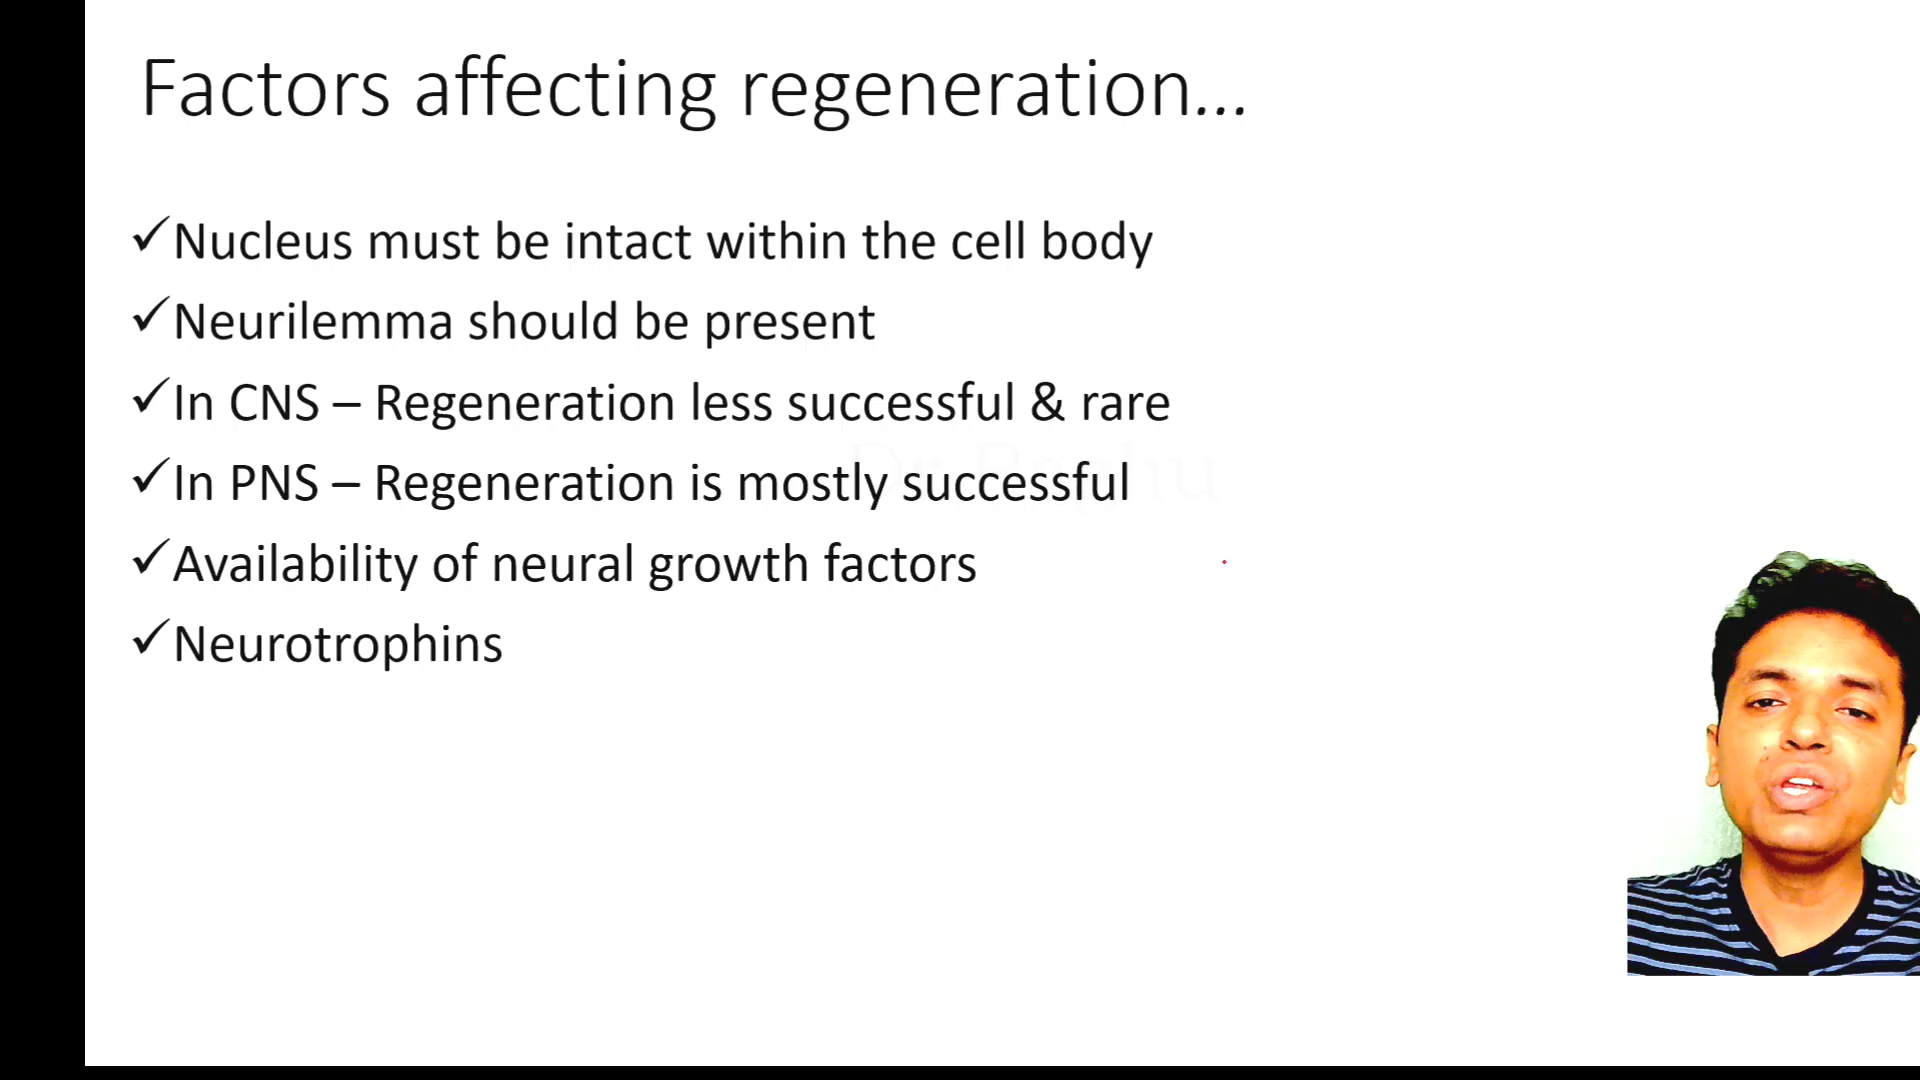 Factors affecting regeneration...
✓Nucleus must be intact within the cell body
✓Neurilemma should be present
✓In CNS – Regeneration less successful & rare
✓In PNS – Regeneration is mostly successful
✓Availability of neural growth factors
✓Neurotrophins